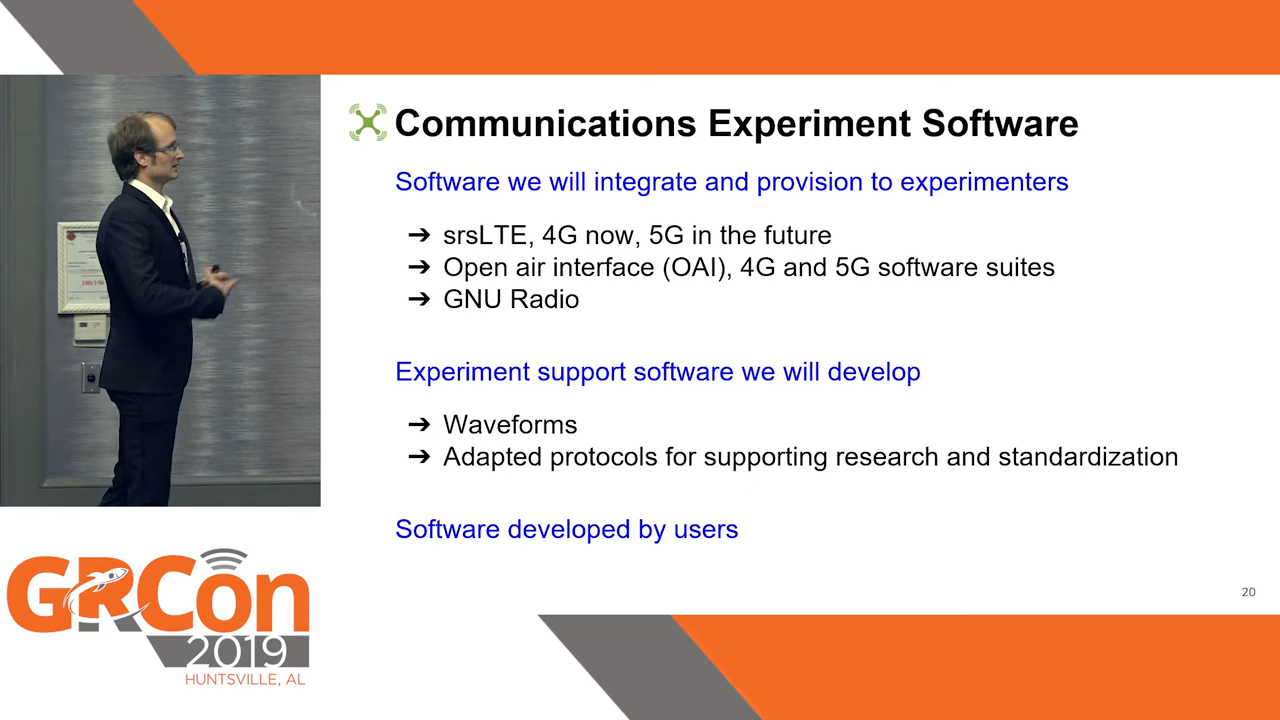 Communications Experiment Software
Software we will integrate and provision to experimenters
➔ srsLTE, 4G now, 5G in the future
➔ Open air interface (OAI), 4G and 5G software suites
➔ GNU Radio
Experiment support software we will develop
➔ Waveforms
➔ Adapted protocols for supporting research and standardization
Software developed by users
20
100/150
GRCon
2019
HUNTSVILLE, AL